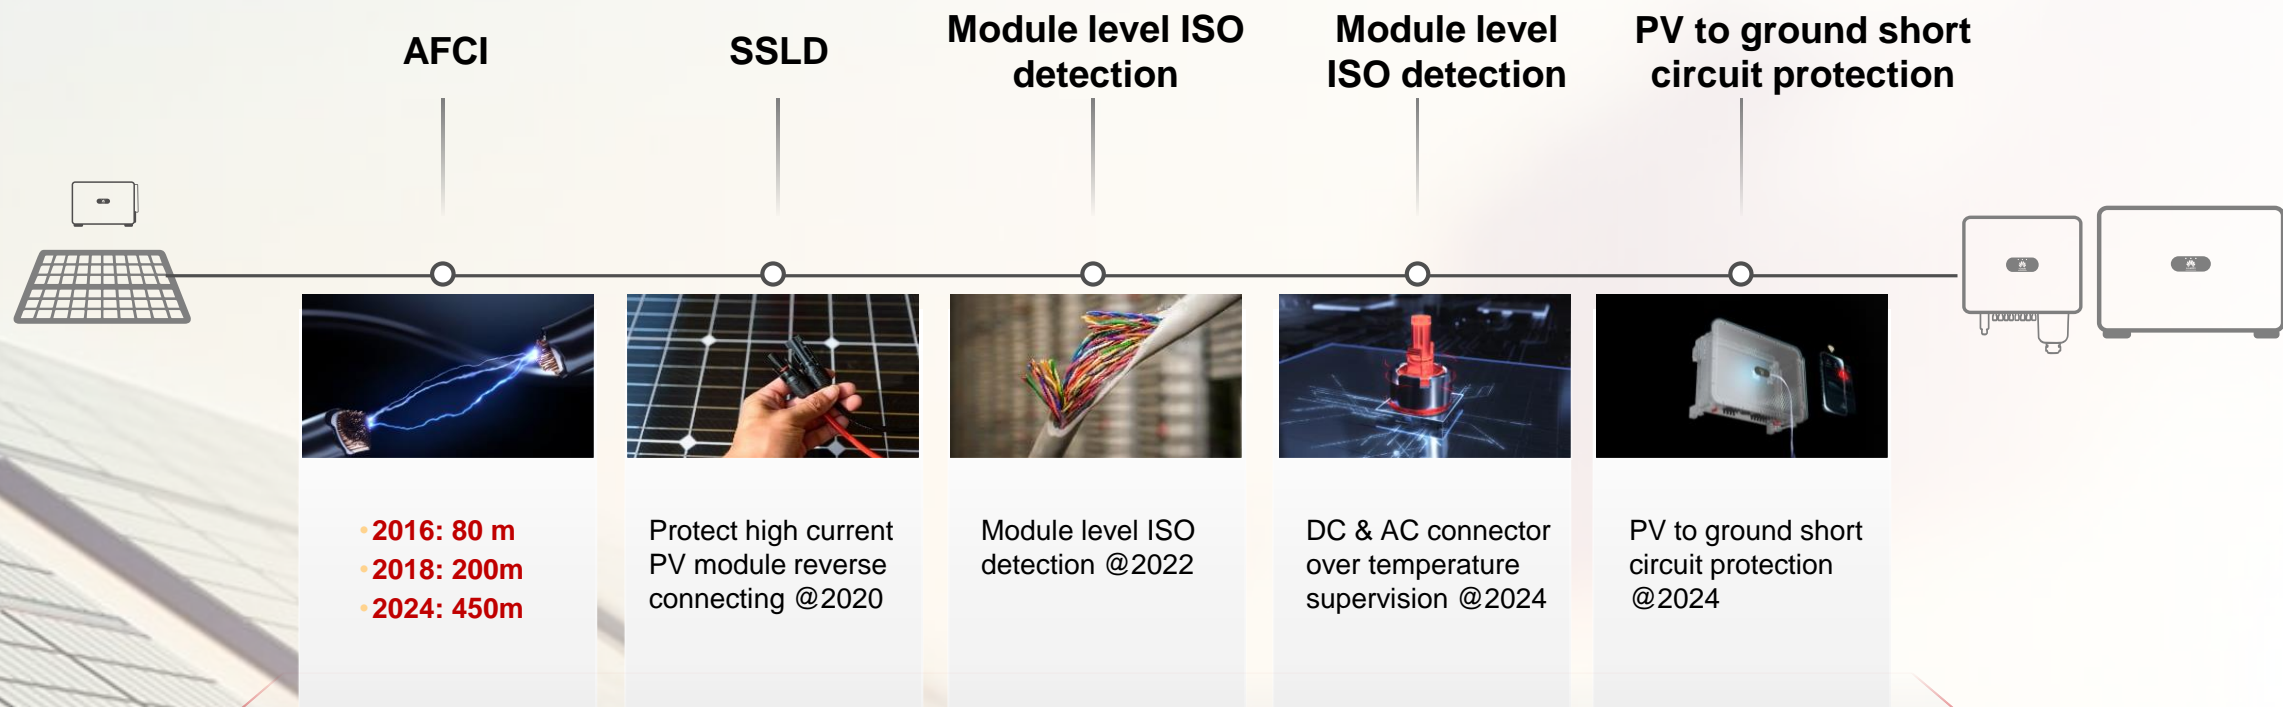 AFCI
SSLD
Module level ISO
detection
Module level
ISO detection
PV to ground short
circuit protection
• 2016: 80 m
• 2018: 200m
• 2024: 450m
Protect high current
PV module reverse
connecting @2020
Module level ISO
detection @2022
DC & AC connector
over temperature
supervision @2024
PV to ground short
circuit protection
@2024